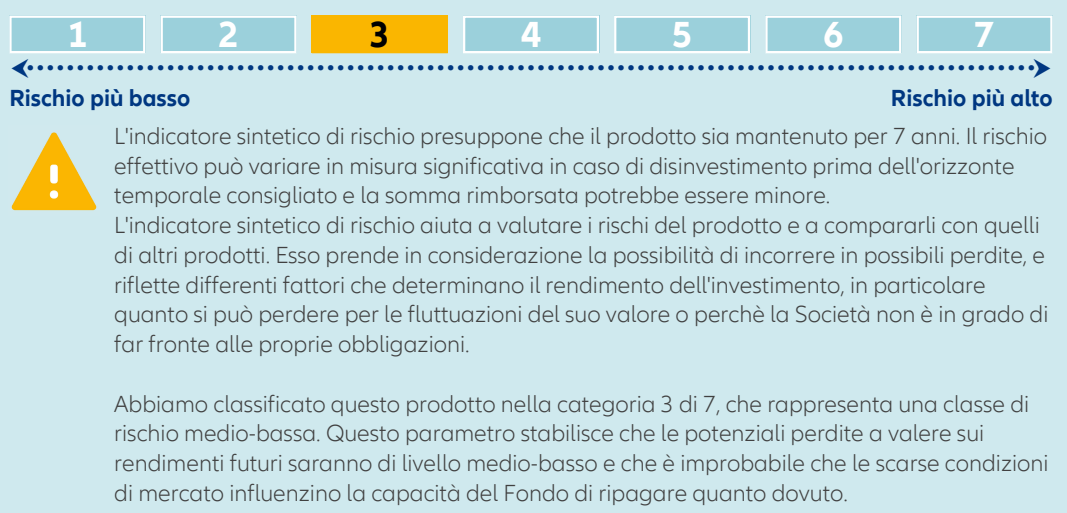 1 2 3 4 5 6 7
Rischio più basso Rischio più alto
L'indicatore sintetico di rischio presuppone che il prodotto sia mantenuto per 7 anni. Il rischio
effettivo può variare in misura significativa in caso di disinvestimento prima dell'orizzonte
temporale consigliato e la somma rimborsata potrebbe essere minore.
L'indicatore sintetico di rischio aiuta a valutare i rischi del prodotto e a compararli con quelli
di altri prodotti. Esso prende in considerazione la possibilità di incorrere in possibili perdite, e
riflette differenti fattori che determinano il rendimento dell'investimento, in particolare
quanto si può perdere per le fluttuazioni del suo valore o perchè la Società non è in grado di
far fronte alle proprie obbligazioni.
Abbiamo classificato questo prodotto nella categoria 3 di 7, che rappresenta una classe di
rischio medio-bassa. Questo parametro stabilisce che le potenziali perdite a valere sui
rendimenti futuri saranno di livello medio-basso e che è improbabile che le scarse condizioni
di mercato influenzino la capacità del Fondo di ripagare quanto dovuto.